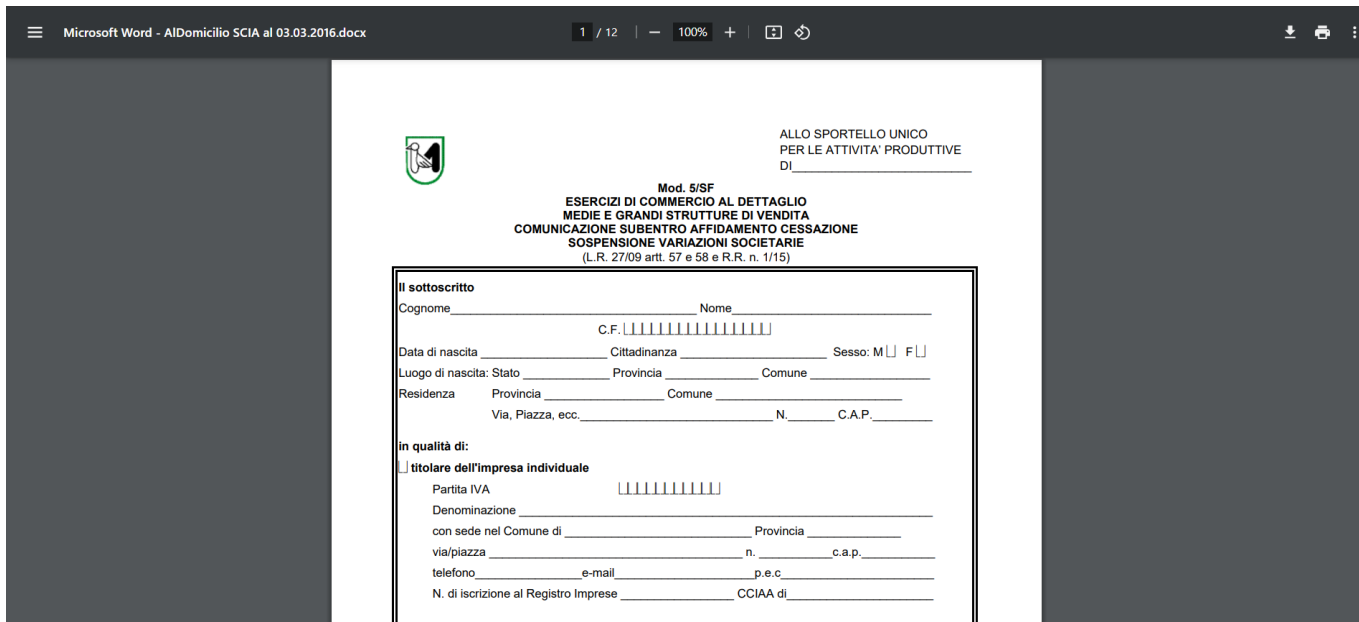 Microsoft Word - AlDomicilio SCIA al 03.03.2016.docx
1 / 12 — 100% +
ALLO SPORTELLO UNICO
PER LE ATTIVITA' PRODUTTIVE
DI___________________________
Mod. 5/SF
ESERCIZI DI COMMERCIO AL DETTAGLIO
MEDIE E GRANDI STRUTTURE DI VENDITA
COMUNICAZIONE SUBENTRO AFFIDAMENTO CESSAZIONE
SOSPENSIONE VARIAZIONI SOCIETARIE
(L.R. 27/09 artt. 57 e 58 e R.R. n. 1/15)
Il sottoscritto
Cognome_____________________________________ Nome______________________________
C.F. |_|_|_|_|_|_|_|_|_|_|_|_|_|_|_|_|
Data di nascita ___________________ Cittadinanza ______________________ Sesso: M |_| F |_|
Luogo di nascita: Stato _____________ Provincia ______________ Comune __________________
Residenza Provincia __________________ Comune ____________________________
Via, Piazza, ecc._____________________________ N._______ C.A.P._________
in qualità di:
|_| titolare dell'impresa individuale
Partita IVA |_|_|_|_|_|_|_|_|_|_|_|
Denominazione ______________________________________________________________
con sede nel Comune di ____________________________ Provincia ______________
via/piazza ______________________________________ n. ___________c.a.p.___________
telefono________________e-mail_____________________p.e.c_______________________
N. di iscrizione al Registro Imprese _________________ CCIAA di______________________